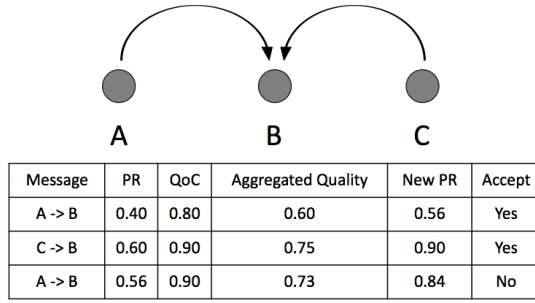 A B C
Message PR QoC Aggregated Quality New PR Accept
A -> B 0.40 0.80 0.60 0.56 Yes
C -> B 0.60 0.90 0.75 0.90 Yes
A -> B 0.56 0.90 0.73 0.84 No